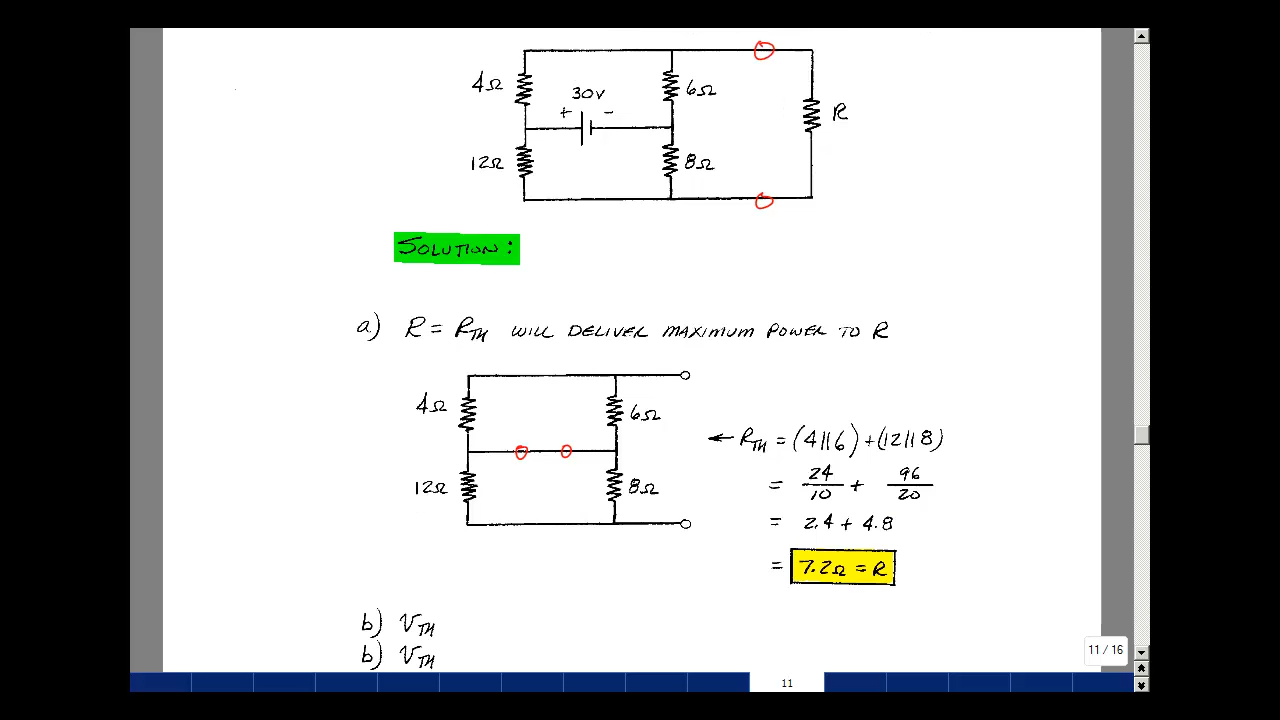 4Ω
30V
6Ω
+ -
R
12Ω
8Ω
SOLUTION:
a) R = RTH WILL DELIVER MAXIMUM POWER TO R
4Ω
6Ω
← RTH = (4||6)+(12||8)
12Ω
8Ω
= 24/10 + 96/20
= 2.4 + 4.8
= 7.2Ω = R
b) VTH
b) VTH
11 / 16
11